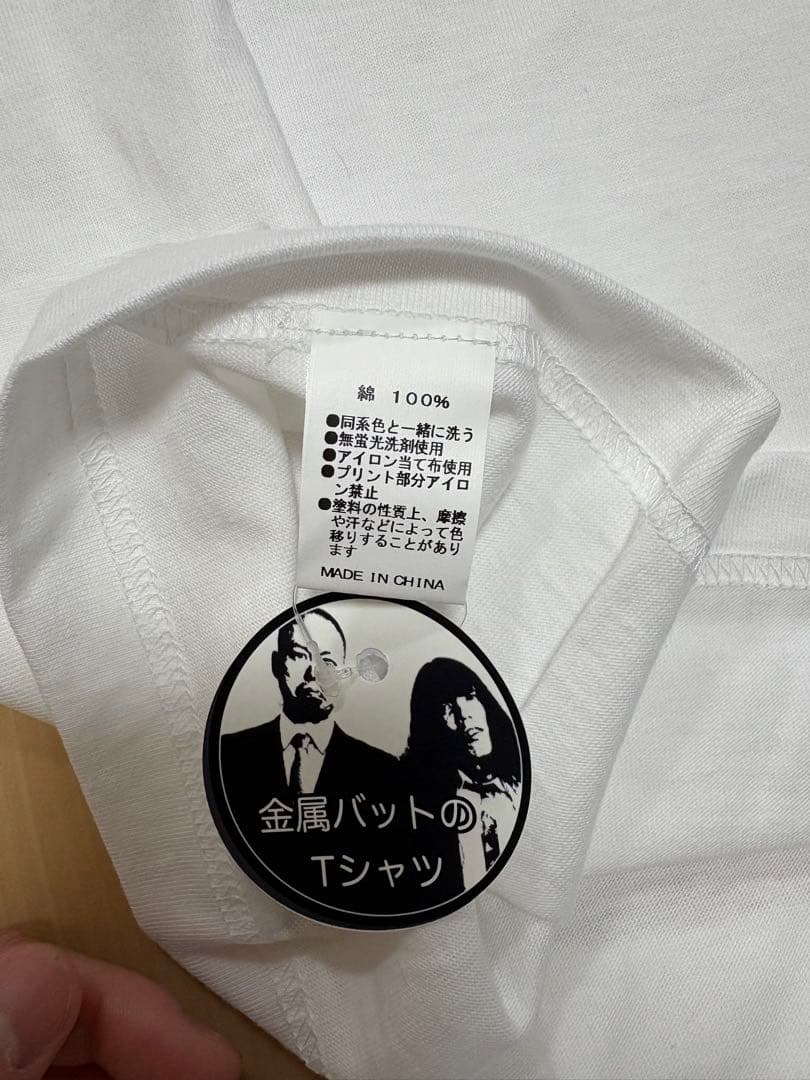 綿 100%
●同系色と一緒に洗う
●無蛍光洗剤使用
●アイロン当て布使用
●プリント部分アイロ
ン禁止
●塗料の性質上、摩擦
や汗などによって色
移りすることがあり
ます
MADE IN CHINA
金属バットの
Tシャツ